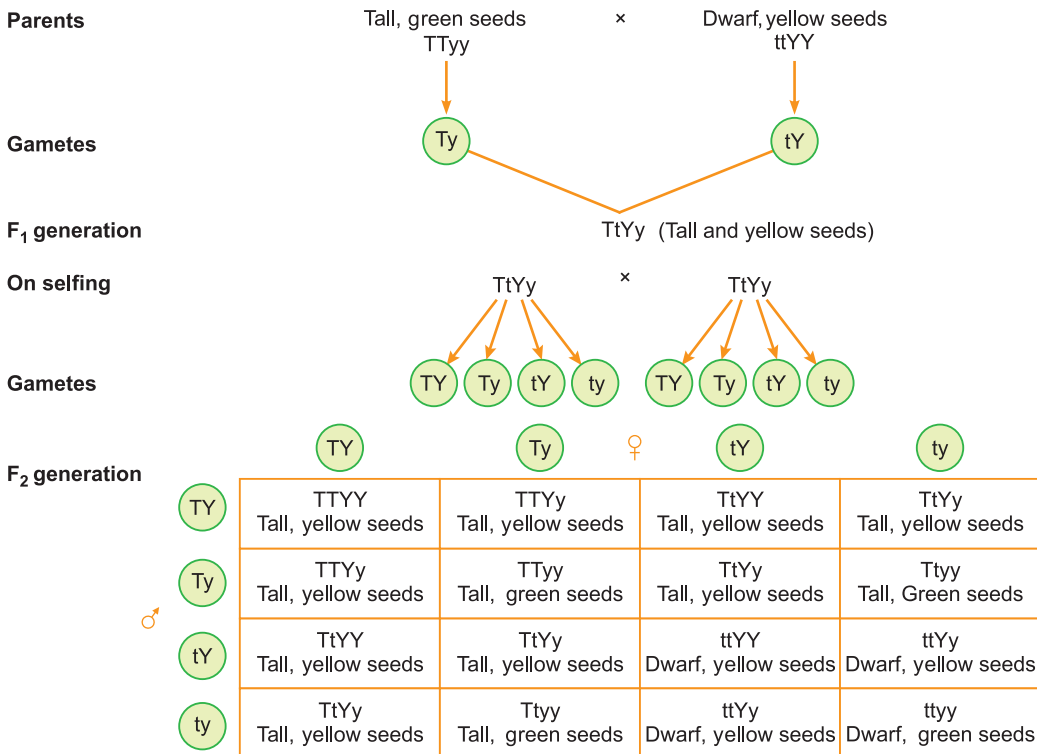 Parents Tall, green seeds × Dwarf, yellow seeds
TTyy ttYY
Gametes Ty tY
F₁ generation TtYy (Tall and yellow seeds)
On selfing TtYy × TtYy
Gametes TY Ty tY ty TY Ty tY ty
TY Ty ♀ tY ty
F₂ generation
TY TTYY TTYy TtYY TtYy
Tall, yellow seeds Tall, yellow seeds Tall, yellow seeds Tall, yellow seeds
Ty TTYy TTyy TtYy Ttyy
Tall, yellow seeds Tall, green seeds Tall, yellow seeds Tall, Green seeds
♂
tY TtYY TtYy ttYY ttYy
Tall, yellow seeds Tall, yellow seeds Dwarf, yellow seeds Dwarf, yellow seeds
ty TtYy Ttyy ttYy ttyy
Tall, yellow seeds Tall, green seeds Dwarf, yellow seeds Dwarf, green seeds